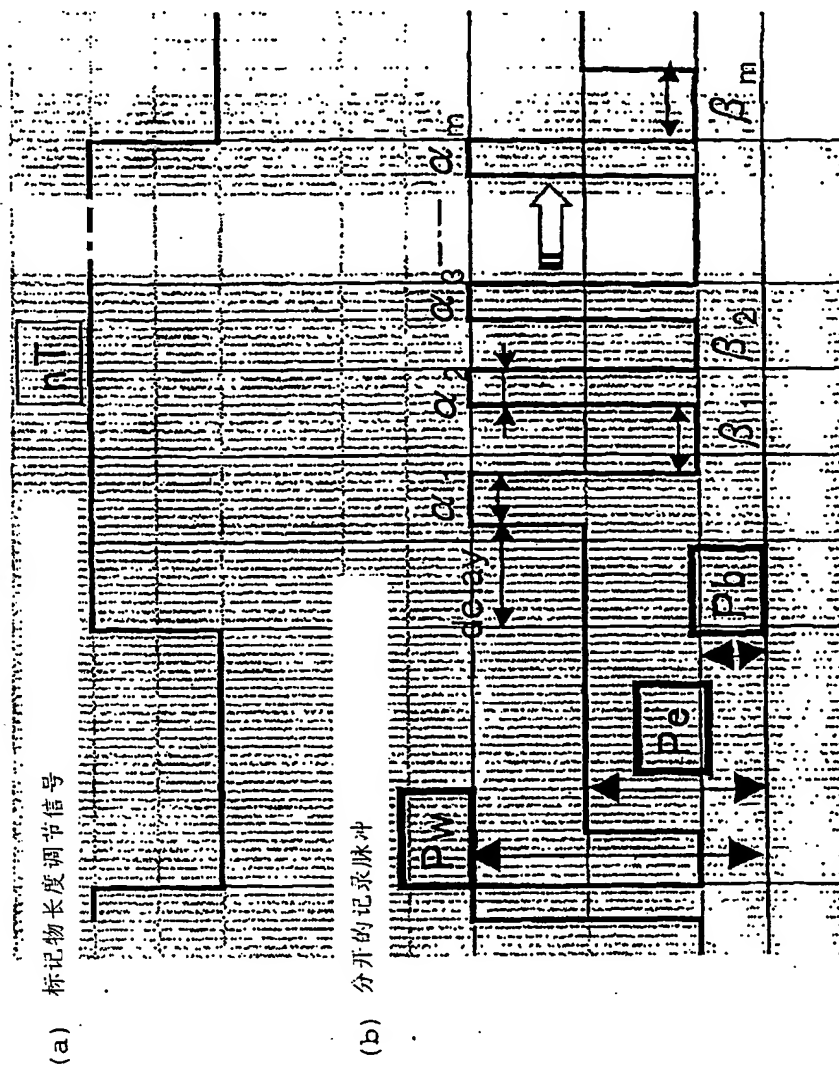 (a) 标记物长度调节信号
nT
(b) 分开的记录脉冲
Pw
Pe
Pb
delay
α1
α2
α3
αm
β1
β2
βm